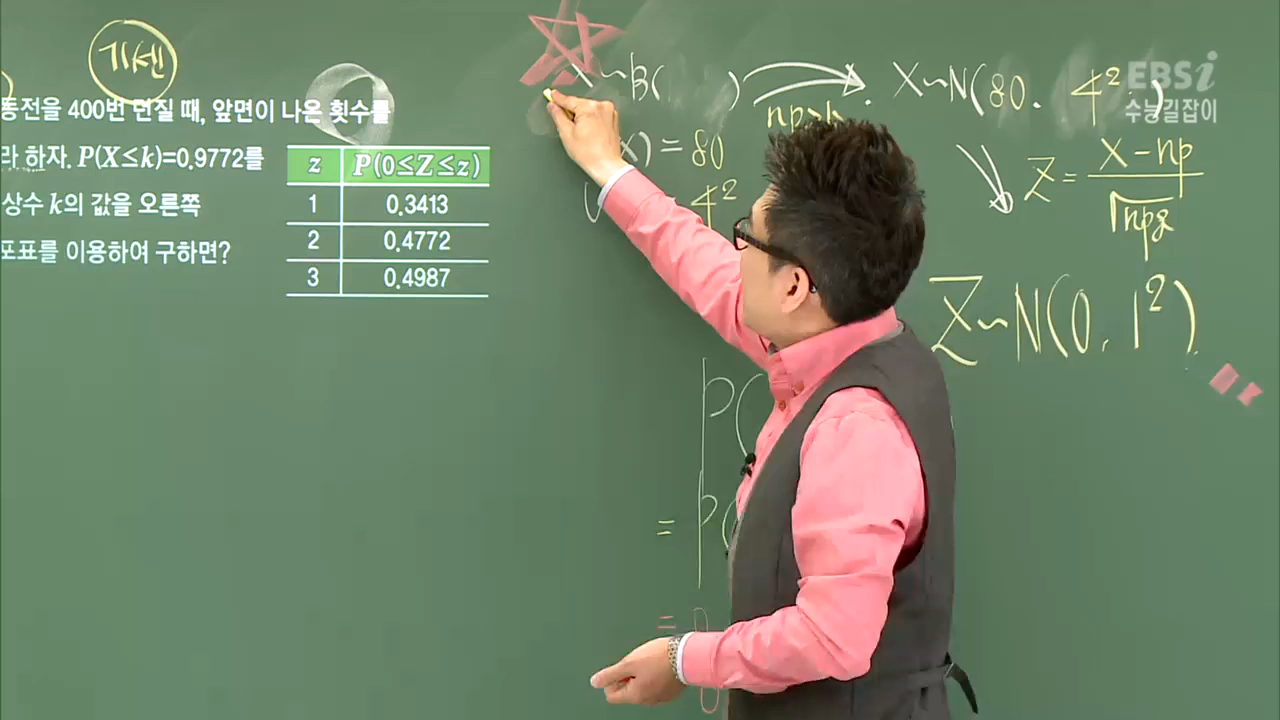 기센
동전을 400번 던질 때, 앞면이 나온 횟수를
라 하자. P(X≤k)=0.9772를
상수 k의 값을 오른쪽
포표를 이용하여 구하면?
z P(0≤Z≤z)
1 0.3413
2 0.4772
3 0.4987
X~B( )
X~N(80. 4²)
EBSi
수능길잡이
x) = 80
4²
Z = X-np / √npq
Z~N(0, 1²)
P(
= P(
=